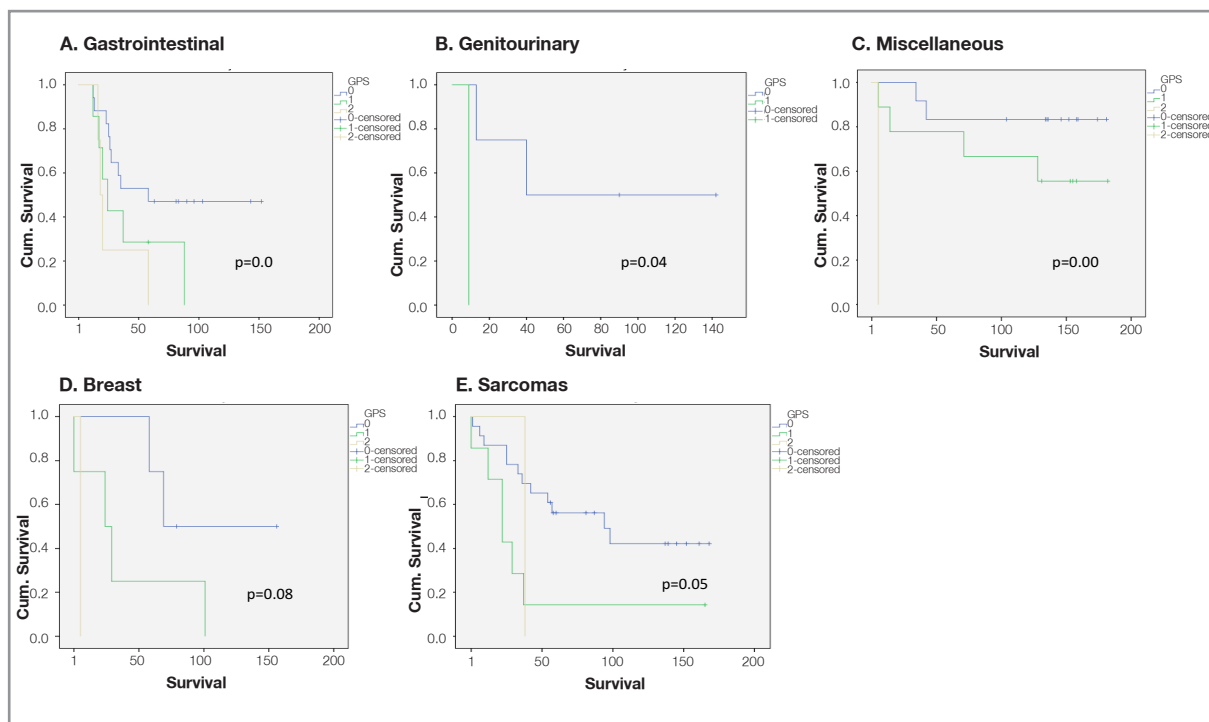 A. Gastrointestinal
GPS
0
1
2
0-censored
1-censored
2-censored
1.0
0.8
0.6
0.4
0.2
0.0
Cum. Survival
p=0.0
1 50 100 150 200
Survival
B. Genitourinary
GPS
0
1
0-censored
1-censored
1.0
0.8
0.6
0.4
0.2
0.0
Cum. Survival
p=0.04
0 20 40 60 80 100 120 140
Survival
C. Miscellaneous
GPS
0
1
2
0-censored
1-censored
2-censored
1.0
0.8
0.6
0.4
0.2
0.0
Cum. Survival
p=0.00
1 50 100 150 200
Survival
D. Breast
GPS
0
1
2
0-censored
1-censored
2-censored
1.0
0.8
0.6
0.4
0.2
0.0
Cum. Survival
p=0.08
1 50 100 150 200
Survival
E. Sarcomas
GPS
0
1
2
0-censored
1-censored
2-censored
1.0
0.8
0.6
0.4
0.2
0.0
Cum. Survival
p=0.05
1 50 100 150 200
Survival